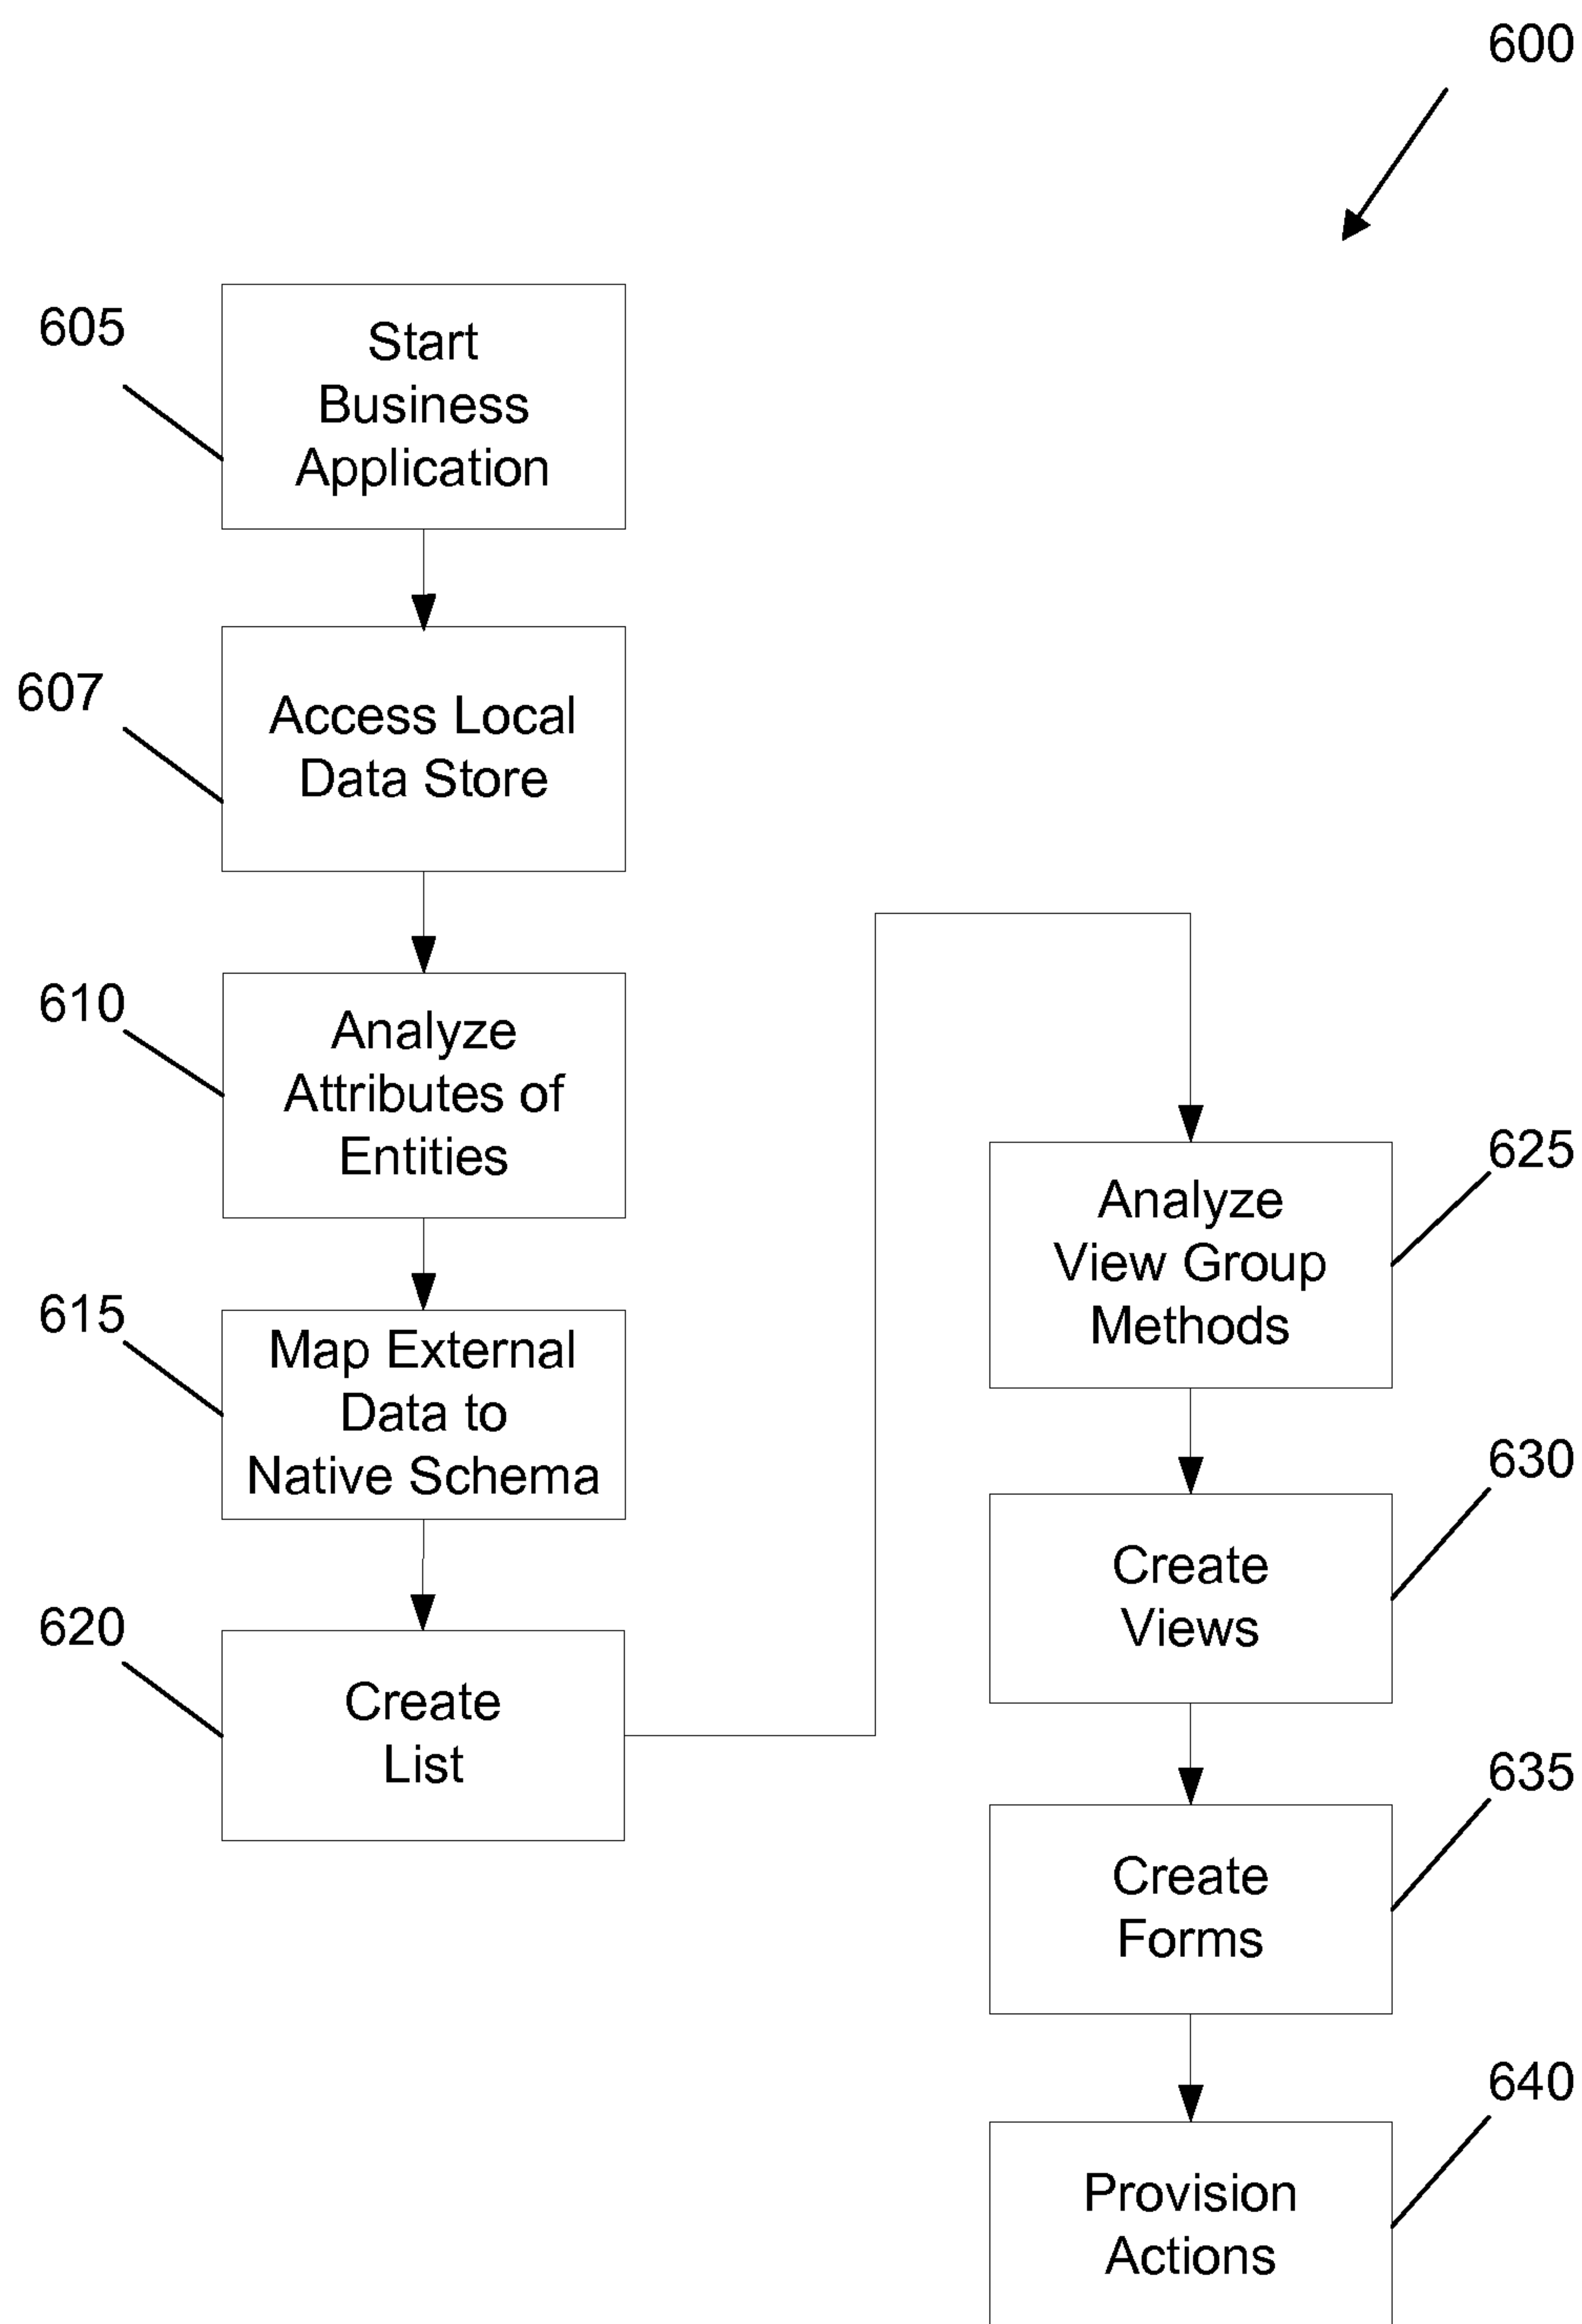 600
605
Start
Business
Application
607
Access Local
Data Store
610
Analyze
Attributes of
Entities
615
Map External
Data to
Native Schema
620
Create
List
625
Analyze
View Group
Methods
630
Create
Views
635
Create
Forms
640
Provision
Actions